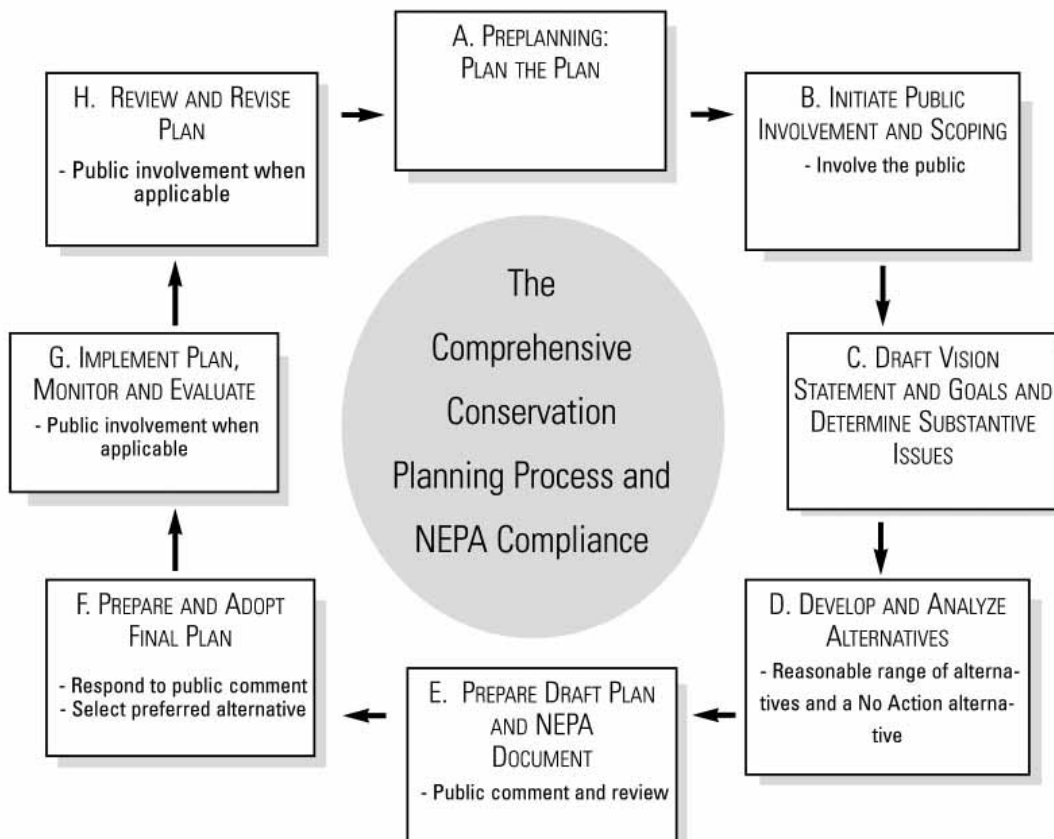 A. PREPLANNING:
PLAN THE PLAN
B. INITIATE PUBLIC
INVOLVEMENT AND SCOPING
- Involve the public
C. DRAFT VISION
STATEMENT AND GOALS AND
DETERMINE SUBSTANTIVE
ISSUES
D. DEVELOP AND ANALYZE
ALTERNATIVES
- Reasonable range of alterna-
tives and a No Action alterna-
tive
E. PREPARE DRAFT PLAN
AND NEPA
DOCUMENT
- Public comment and review
F. PREPARE AND ADOPT
FINAL PLAN
- Respond to public comment
- Select preferred alternative
G. IMPLEMENT PLAN,
MONITOR AND EVALUATE
- Public involvement when
applicable
H. REVIEW AND REVISE
PLAN
- Public involvement when
applicable
The
Comprehensive
Conservation
Planning Process and
NEPA Compliance